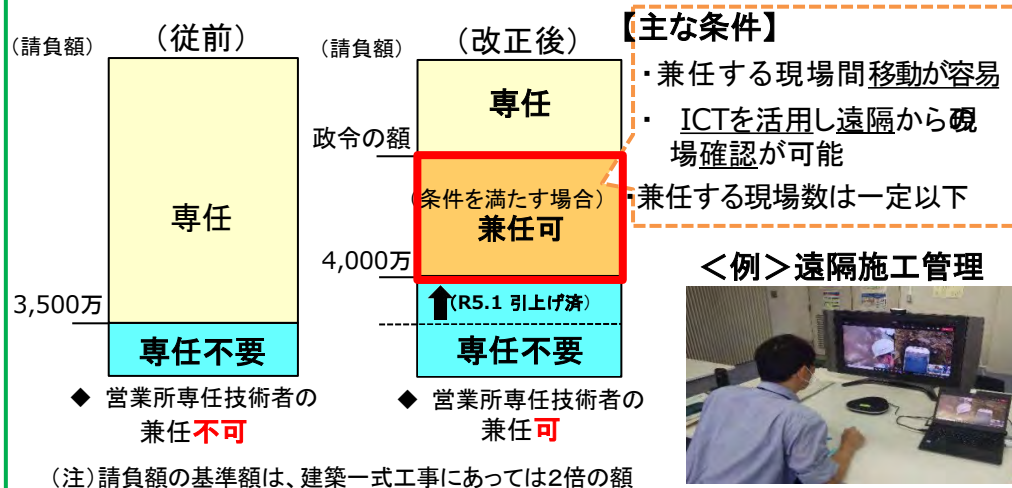 （請負額）
（従前）
専任
3,500万
専任不要
◆ 営業所専任技術者の
兼任不可
（請負額）
（改正後）
専任
政令の額
（条件を満たす場合）
兼任可
4,000万
（R5.1 引上げ済）
専任不要
◆ 営業所専任技術者の
兼任可
（注）請負額の基準額は、建築一式工事にあっては2倍の額
【主な条件】
・兼任する現場間移動が容易
・ ICTを活用し遠隔からの現
場確認が可能
・兼任する現場数は一定以下
＜例＞遠隔施工管理